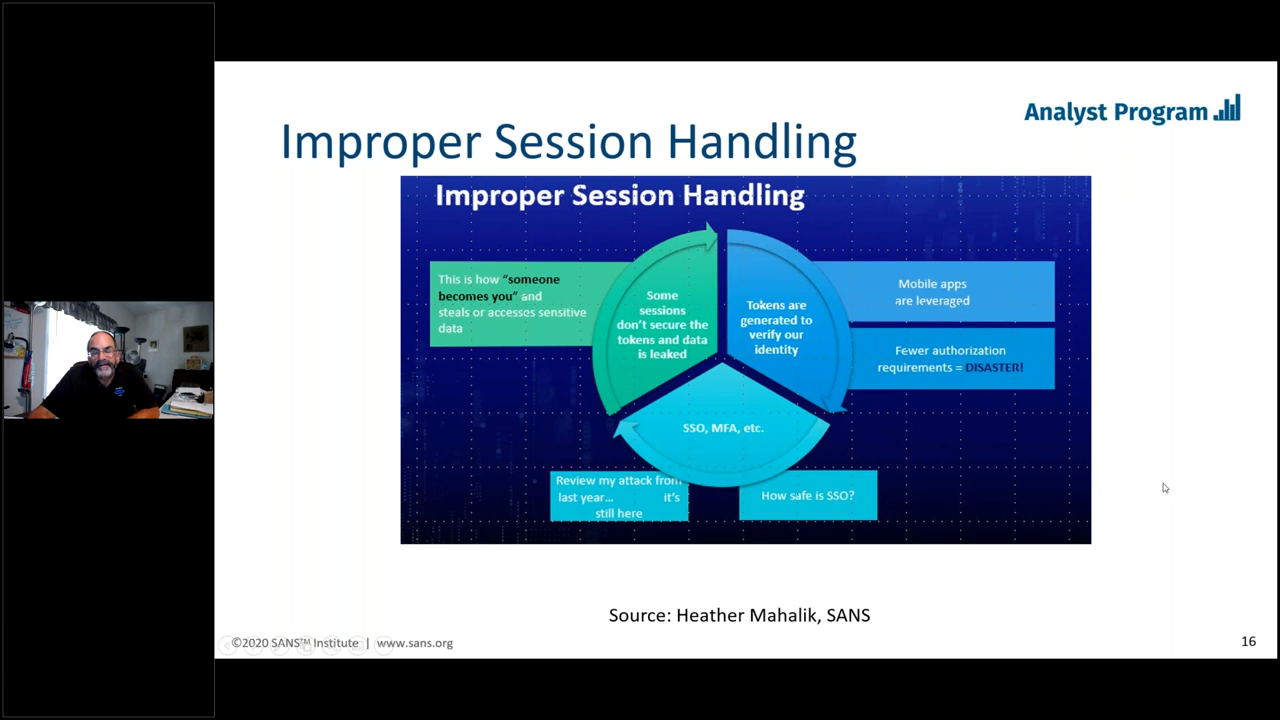 Analyst Program
Improper Session Handling
Improper Session Handling
This is how "someone
becomes you" and
steals or accesses sensitive
data
Some
sessions
don't secure the
tokens and data
is leaked
Tokens are
generated to
verify our
identity
Mobile apps
are leveraged
Fewer authorization
requirements = DISASTER!
SSO, MFA, etc.
Review my attack from
last year... it's
still here
How safe is SSO?
Source: Heather Mahalik, SANS
©2020 SANS™ Institute | www.sans.org
16